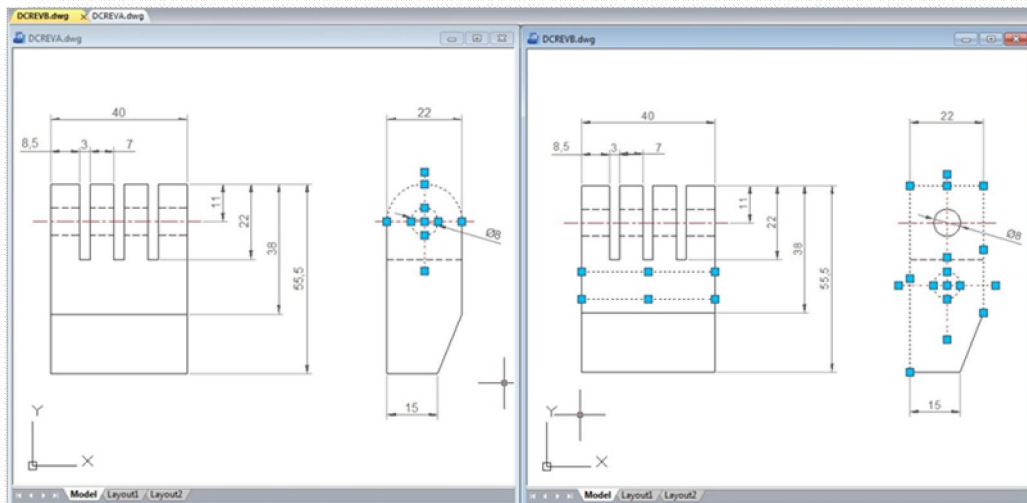 DCREVB.dwg DCREVA.dwg
DCREVA.dwg
40
22
8,5 3 7
11
22
38
55,5
Ø8
15
Y
X
Model Layout1 Layout2
DCREVB.dwg
40
22
8,5 3 7
11
22
38
55,5
Ø8
15
Y
X
Model Layout1 Layout2